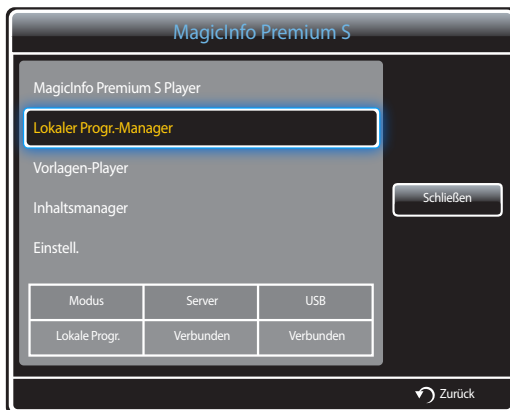 MagicInfo Premium S
MagicInfo Premium S Player
Lokaler Progr.-Manager
Vorlagen-Player
Inhaltsmanager
Einstell.
Schließen
Modus Server USB
Lokale Progr. Verbunden Verbunden
Zurück